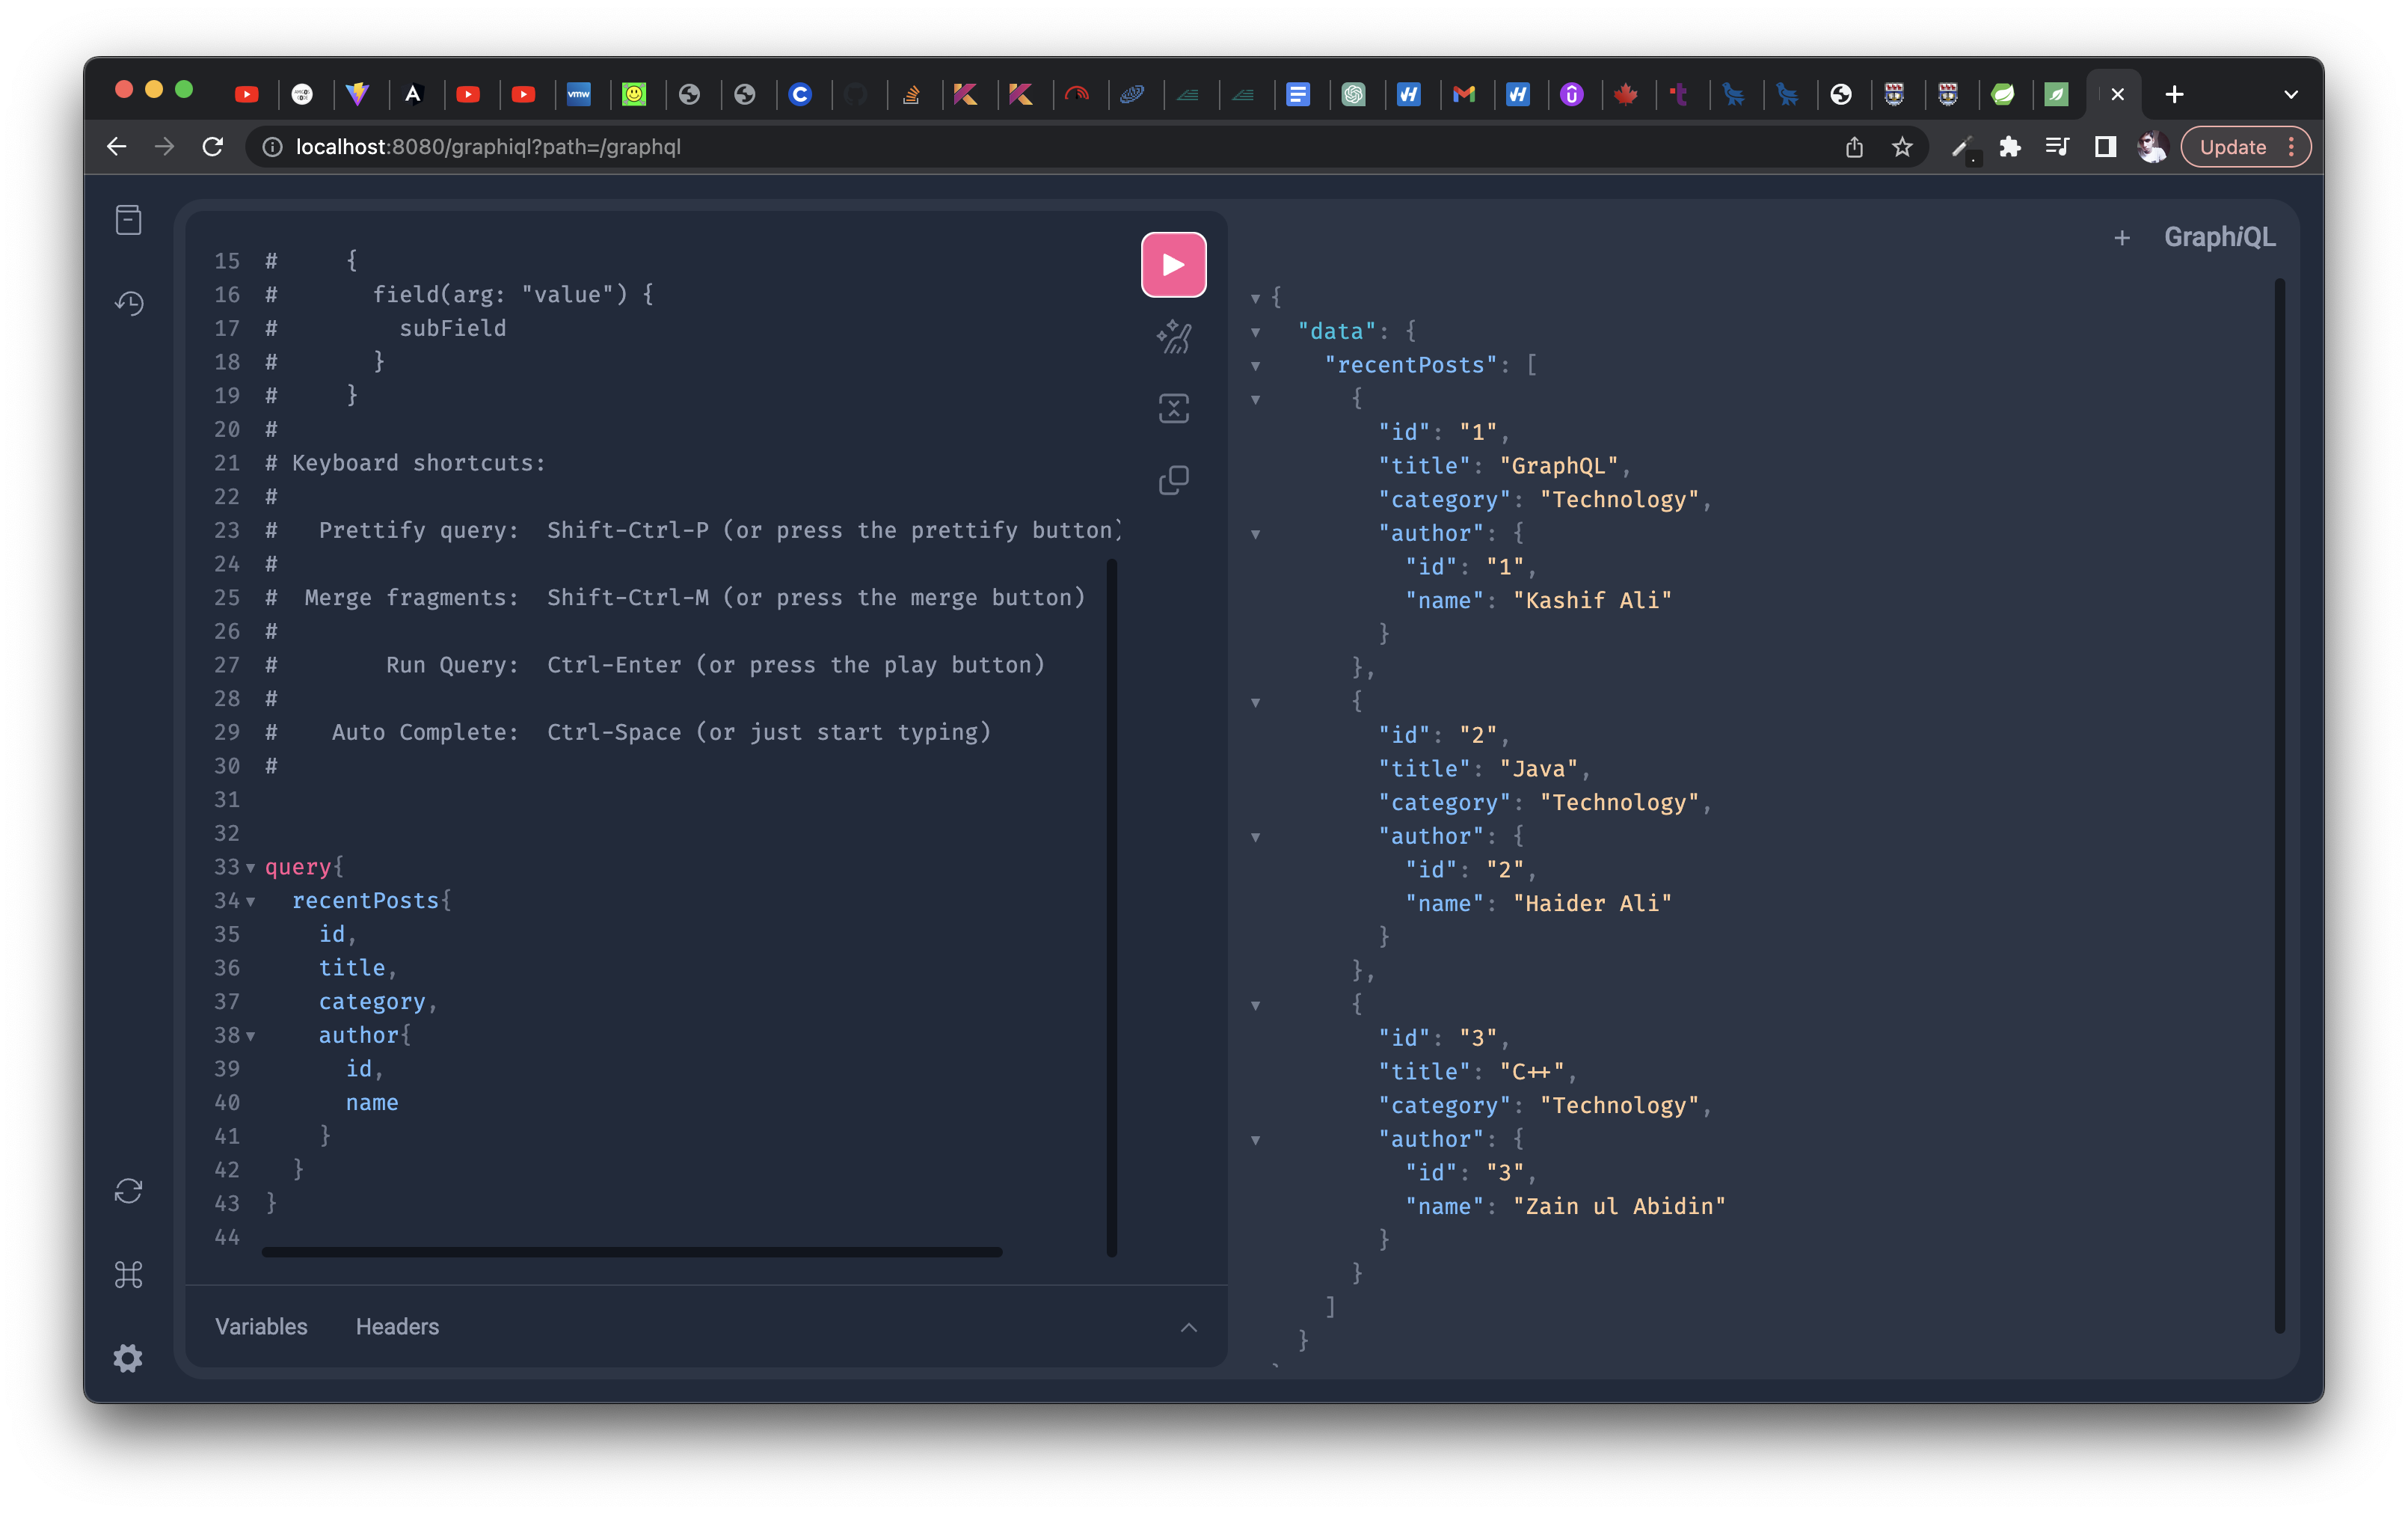 localhost:8080/graphiql?path=/graphql
Update
15 #     {
16 #       field(arg: "value") {
17 #         subField
18 #       }
19 #     }
20 #
21 # Keyboard shortcuts:
22 #
23 #   Prettify query:  Shift-Ctrl-P (or press the prettify button)
24 #
25 #  Merge fragments:  Shift-Ctrl-M (or press the merge button)
26 #
27 #        Run Query:  Ctrl-Enter (or press the play button)
28 #
29 #    Auto Complete:  Ctrl-Space (or just start typing)
30 #
31
32
33 query{
34   recentPosts{
35     id,
36     title,
37     category,
38     author{
39       id,
40       name
41     }
42   }
43 }
44
Variables Headers
+ GraphiQL
{
  "data": {
    "recentPosts": [
      {
        "id": "1",
        "title": "GraphQL",
        "category": "Technology",
        "author": {
          "id": "1",
          "name": "Kashif Ali"
        }
      },
      {
        "id": "2",
        "title": "Java",
        "category": "Technology",
        "author": {
          "id": "2",
          "name": "Haider Ali"
        }
      },
      {
        "id": "3",
        "title": "C++",
        "category": "Technology",
        "author": {
          "id": "3",
          "name": "Zain ul Abidin"
        }
      }
    ]
  }